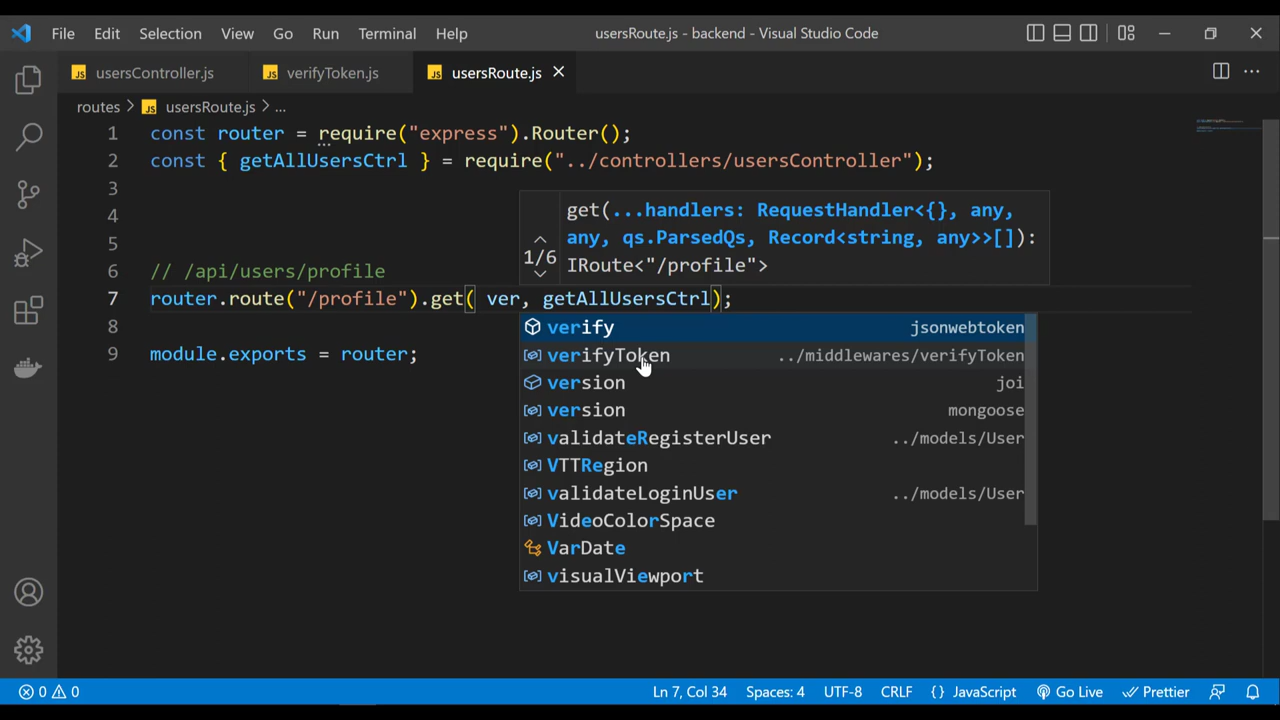 File Edit Selection View Go Run Terminal Help usersRoute.js - backend - Visual Studio Code
JS usersController.js JS verifyToken.js JS usersRoute.js
routes > JS usersRoute.js > ...
1 const router = require("express").Router();
2 const { getAllUsersCtrl } = require("../controllers/usersController");
3
4
5
get(...handlers: RequestHandler<{}, any,
any, qs.ParsedQs, Record<string, any>>[]):
1/6 IRoute<"/profile">
6 // /api/users/profile
7 router.route("/profile").get( ver, getAllUsersCtrl);
verify jsonwebtoken
verifyToken ../middlewares/verifyToken
version joi
version mongoose
validateRegisterUser ../models/User
VTTRegion
validateLoginUser ../models/User
VideoColorSpace
VarDate
visualViewport
8
9 module.exports = router;
0 0 Ln 7, Col 34 Spaces: 4 UTF-8 CRLF {} JavaScript Go Live Prettier